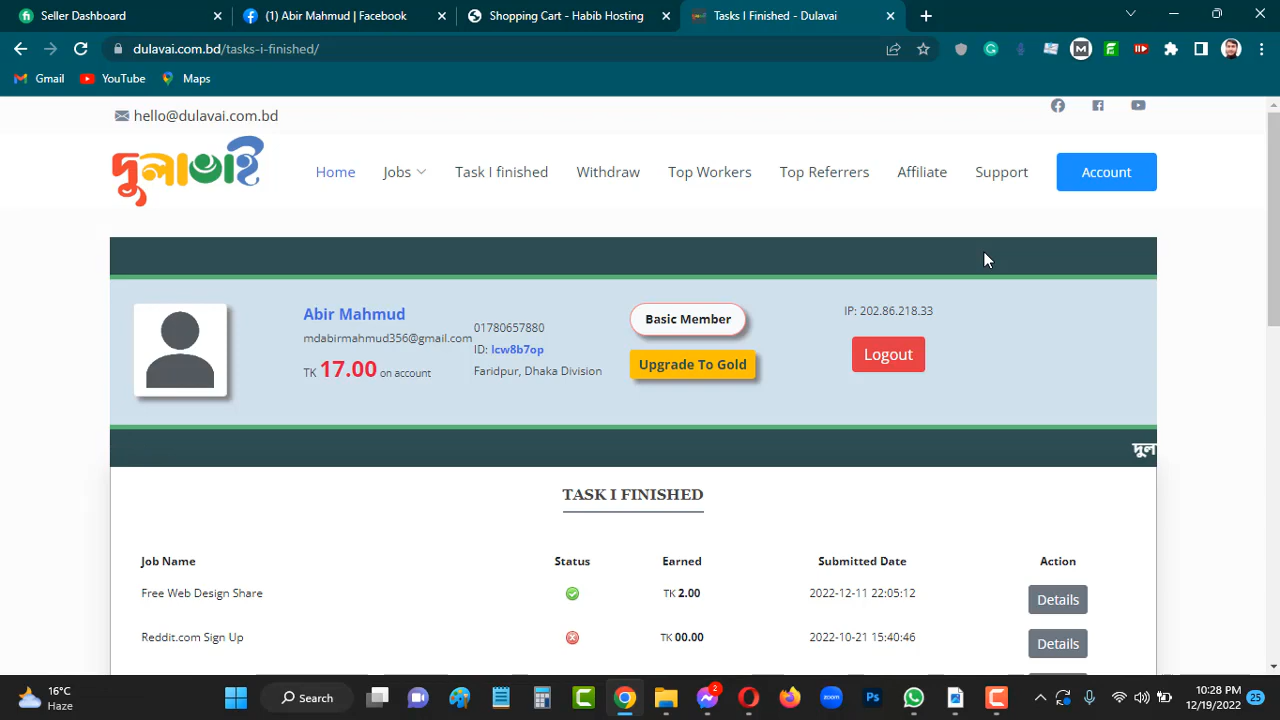 Seller Dashboard
(1) Abir Mahmud | Facebook
Shopping Cart - Habib Hosting
Tasks I Finished - Dulavai
dulavai.com.bd/tasks-i-finished/
Gmail YouTube Maps
hello@dulavai.com.bd
দুলাভাই
Home Jobs Task I finished Withdraw Top Workers Top Referrers Affiliate Support Account
Abir Mahmud
mdabirmahmud356@gmail.com
TK 17.00 on account
01780657880
ID: lcw8b7op
Faridpur, Dhaka Division
Basic Member
Upgrade To Gold
IP: 202.86.218.33
Logout
TASK I FINISHED
Job Name Status Earned Submitted Date Action
Free Web Design Share TK 2.00 2022-12-11 22:05:12 Details
Reddit.com Sign Up TK 00.00 2022-10-21 15:40:46 Details
16°C
Haze
Search
2
zoom
Ps
10:28 PM
12/19/2022
25